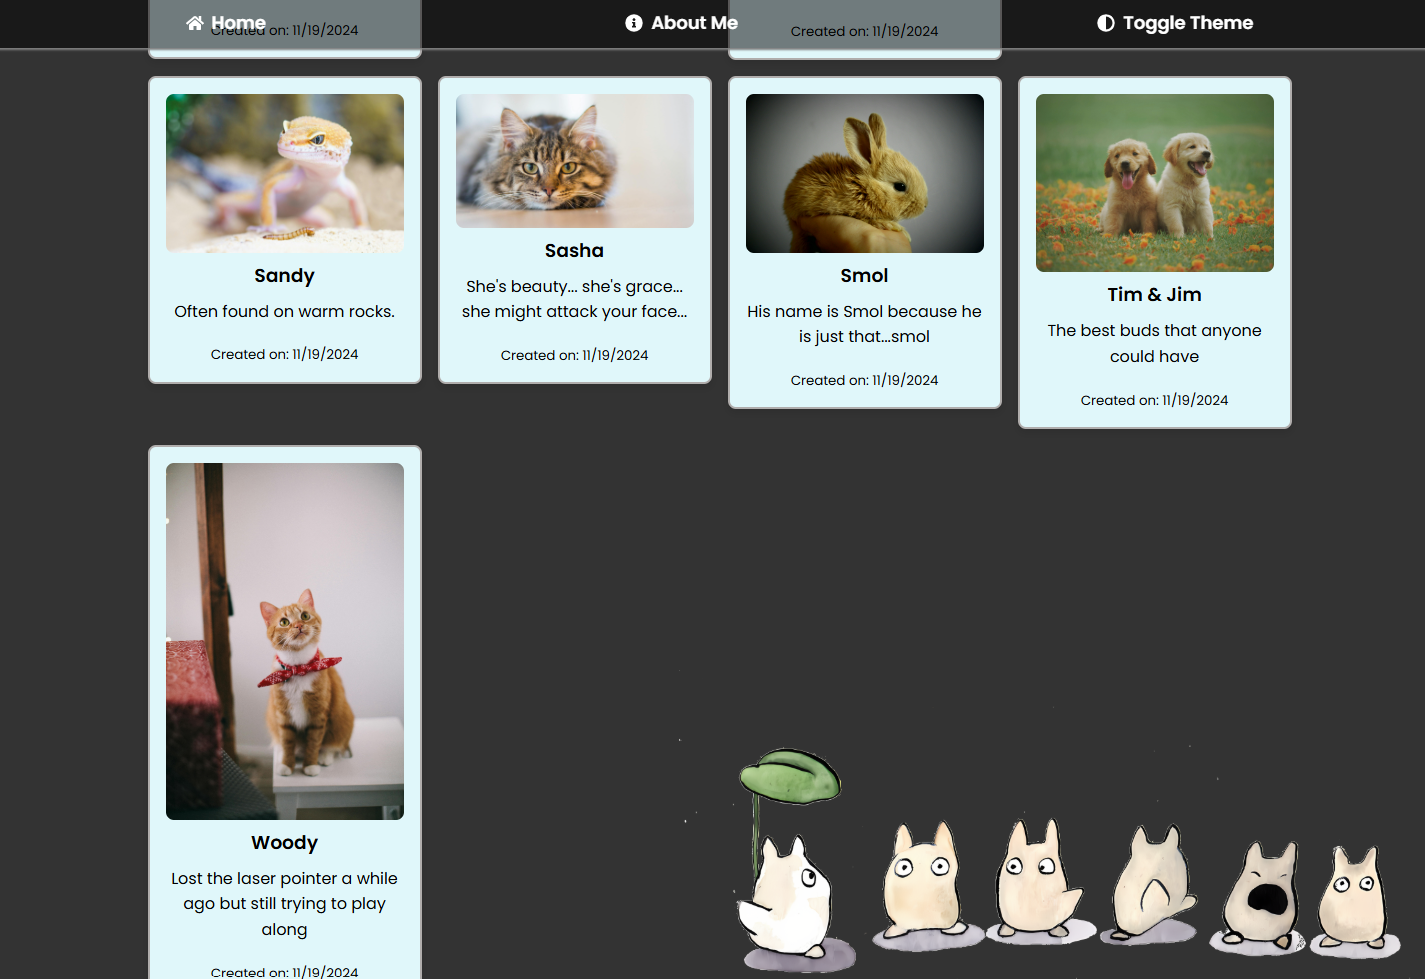 Home
About Me
Toggle Theme
Created on: 11/19/2024
Created on: 11/19/2024
Sandy
Often found on warm rocks.
Created on: 11/19/2024
Sasha
She's beauty... she's grace...
she might attack your face...
Created on: 11/19/2024
Smol
His name is Smol because he
is just that...smol
Created on: 11/19/2024
Tim & Jim
The best buds that anyone
could have
Created on: 11/19/2024
Woody
Lost the laser pointer a while
ago but still trying to play
along
Created on: 11/19/2024